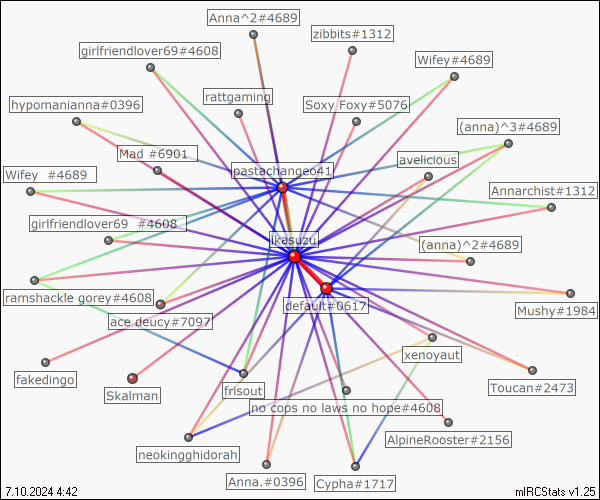 Anna^2#4689
zibbits#1312
girlfriendlover69#4608
Wifey#4689
rattgaming
hypomanianna#0396
Soxy Foxy#5076
(anna)^3#4689
Mad #6901
avelicious
pastachange041
Wifey #4689
Annarchist#1312
girlfriendlover69 #4608
ikasuzu
(anna)^2#4689
ramshackle gorey#4608
default#0617
Mushy#1984
ace deucy#7097
xenoyaut
fakedingo
Skalman
frisout
Toucan#2473
no cops no laws no hope#4608
AlpineRooster#2156
neokingghidorah
Anna.#0396
Cypha#1717
7.10.2024 4:42
mIRCStats v1.25